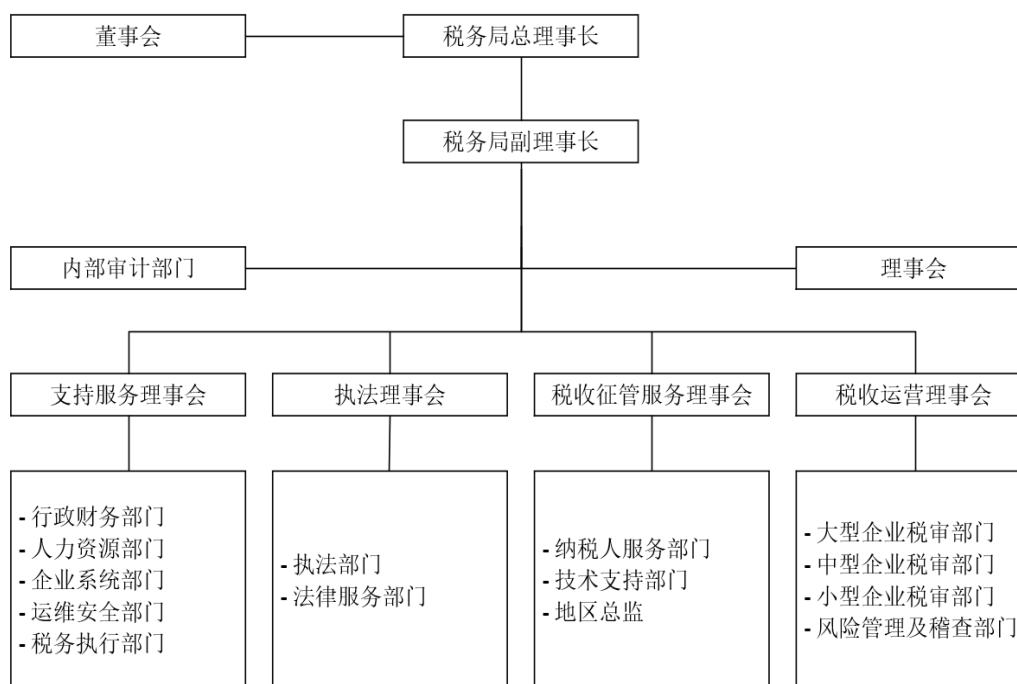 董事会
税务局总理事长
税务局副理事长
内部审计部门
理事会
支持服务理事会
执法理事会
税收征管服务理事会
税收运营理事会
- 行政财务部门
- 人力资源部门
- 企业系统部门
- 运维安全部门
- 税务执行部门
- 执法部门
- 法律服务部门
- 纳税人服务部门
- 技术支持部门
- 地区总监
- 大型企业税审部门
- 中型企业税审部门
- 小型企业税审部门
- 风险管理及稽查部门